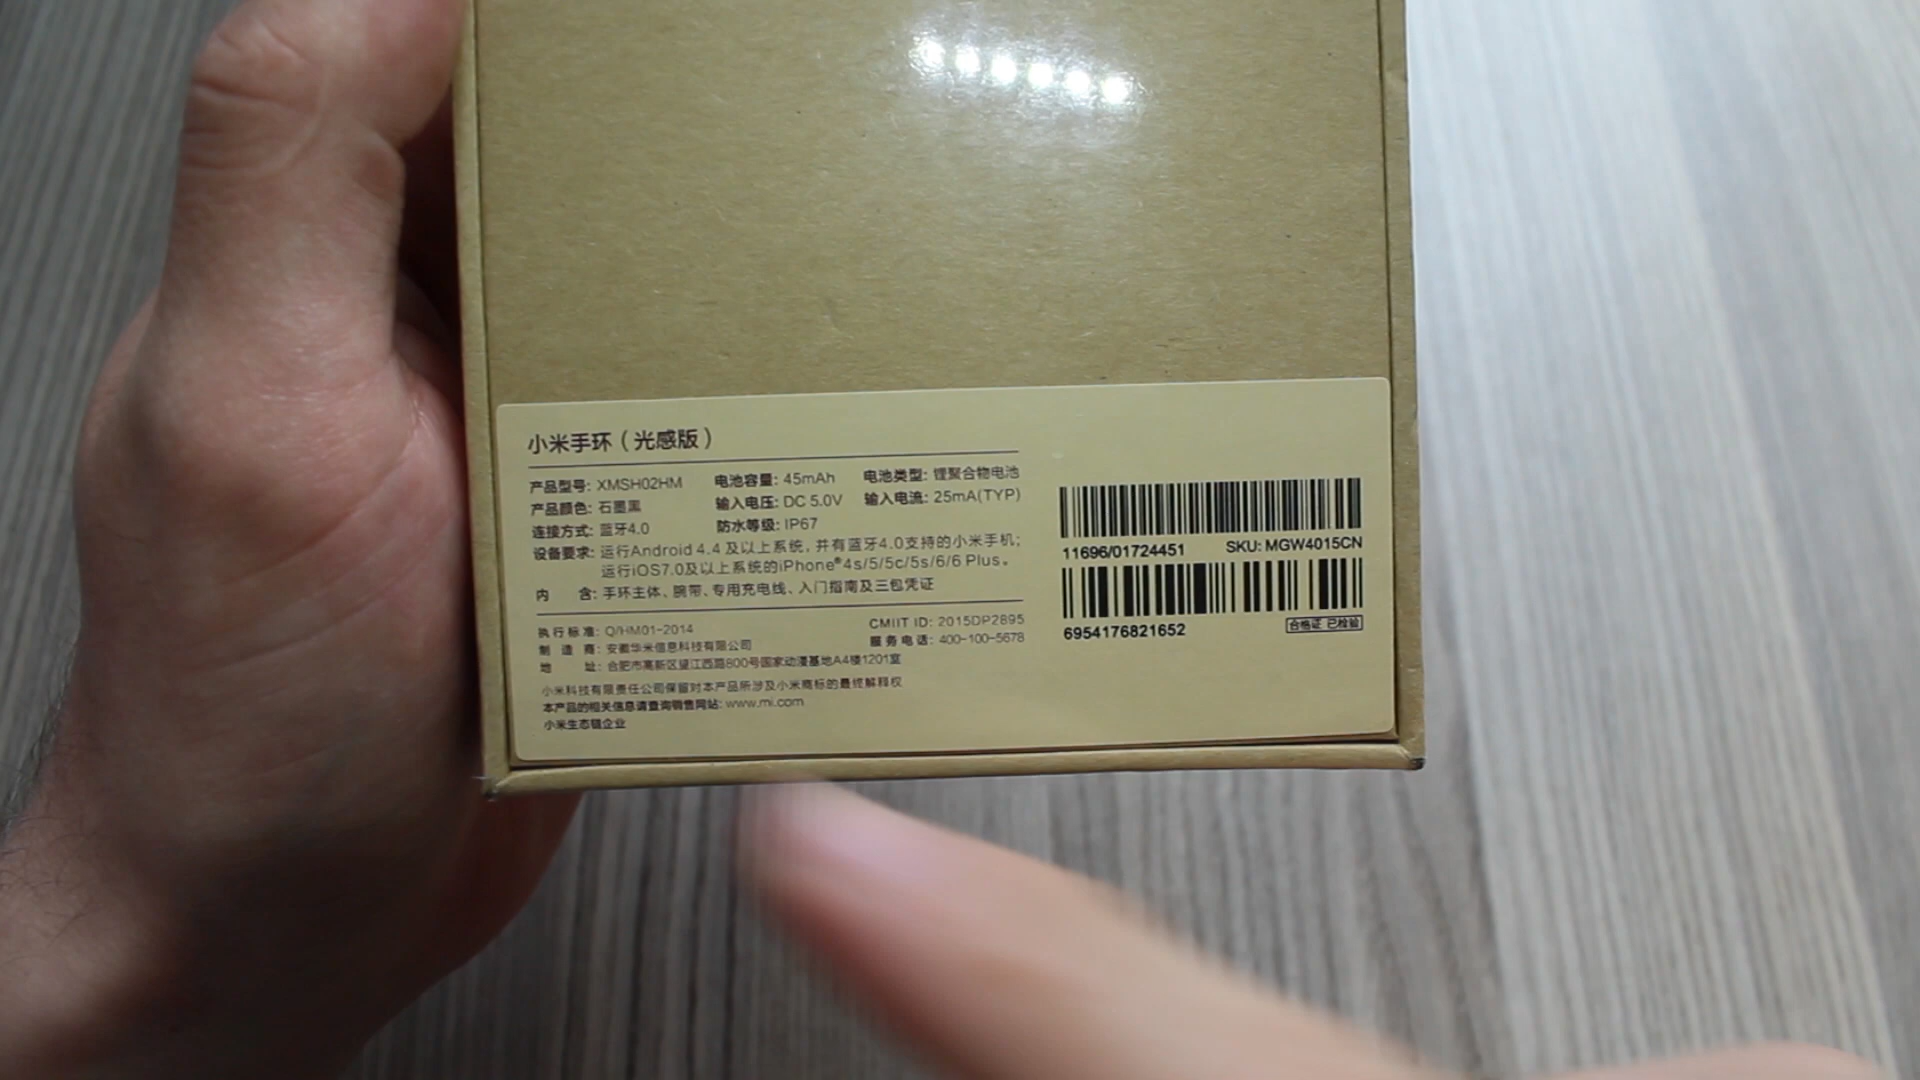 小米手环（光感版）
产品型号: XMSH02HM 电池容量: 45mAh 电池类型: 锂聚合物电池
产品颜色: 石墨黑 输入电压: DC 5.0V 输入电流: 25mA(TYP)
连接方式: 蓝牙4.0 防水等级: IP67
设备要求: 运行Android 4.4 及以上系统, 并有蓝牙4.0支持的小米手机;
运行iOS7.0及以上系统的iPhone®4s/5/5c/5s/6/6 Plus。
内 含: 手环主体、腕带、专用充电线、入门指南及三包凭证
执行标准: Q/HM01-2014 CMIIT ID: 2015DP2895
制 造 商: 安徽华米信息科技有限公司 服务电话: 400-100-5678
地 址: 合肥市高新区望江西路800号国家动漫基地A4楼1201室
小米科技有限责任公司保留对本产品所涉及小米商标的最终解释权
本产品的相关信息请查询销售网站: www.mi.com
小米生态链企业
11696/01724451 SKU: MGW4015CN
6954176821652 合格证 已检验